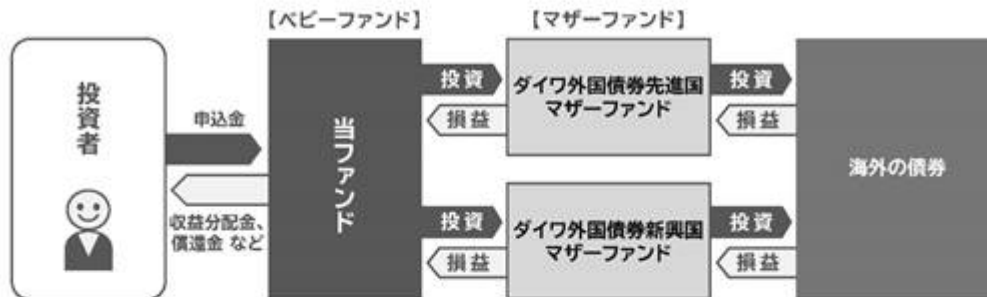 【ベビーファンド】
【マザーファンド】
投資者
申込金
収益分配金、
償還金 など
当ファンド
投資
損益
ダイワ外国債券先進国
マザーファンド
投資
損益
投資
損益
ダイワ外国債券新興国
マザーファンド
投資
損益
海外の債券